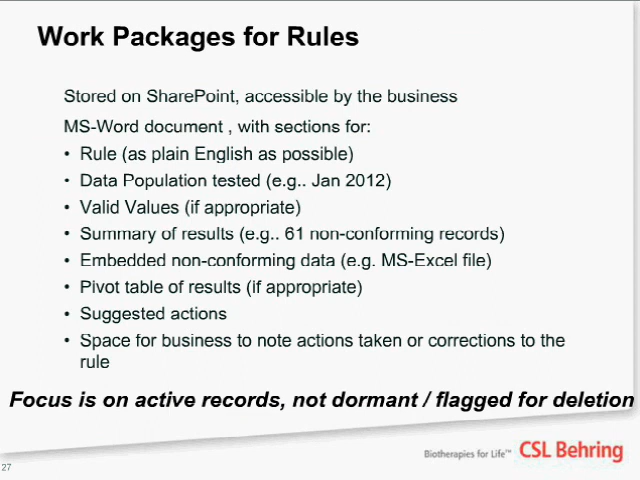 Work Packages for Rules
Stored on SharePoint, accessible by the business
MS-Word document , with sections for:
• Rule (as plain English as possible)
• Data Population tested (e.g.. Jan 2012)
• Valid Values (if appropriate)
• Summary of results (e.g.. 61 non-conforming records)
• Embedded non-conforming data (e.g. MS-Excel file)
• Pivot table of results (if appropriate)
• Suggested actions
• Space for business to note actions taken or corrections to the
rule
Focus is on active records, not dormant / flagged for deletion
Biotherapies for Life™ CSL Behring
27